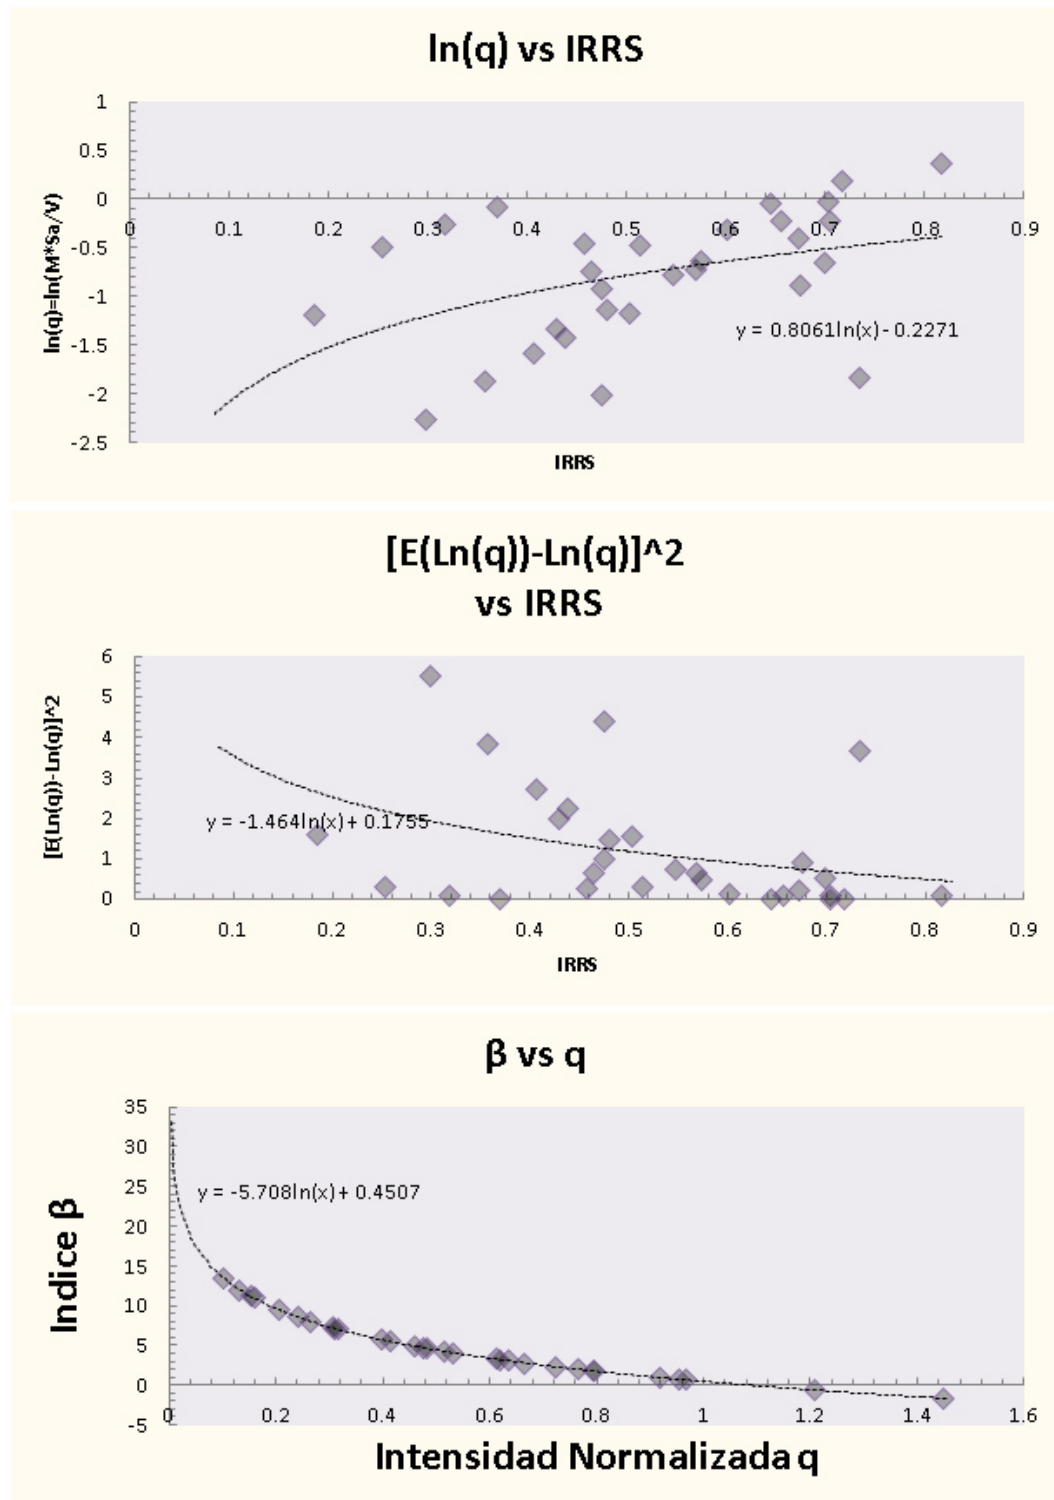 ln(q) vs IRRS
1
0.5
0
-0.5
-1
-1.5
-2
-2.5
0 0.1 0.2 0.3 0.4 0.5 0.6 0.7 0.8 0.9
ln(q)=ln(M*Sa/V)
y = 0.8061ln(x) - 0.2271
IRRS
[E(Ln(q))-Ln(q)]^2
vs IRRS
6
5
4
3
2
1
0
[E(Ln(q))-Ln(q)]^2
y = -1.464ln(x) + 0.1755
0 0.1 0.2 0.3 0.4 0.5 0.6 0.7 0.8 0.9
IRRS
β vs q
35
30
25
20
15
10
5
0
-5
Indice β
y = -5.708ln(x) + 0.4507
0 0.2 0.4 0.6 0.8 1 1.2 1.4 1.6
Intensidad Normalizada q